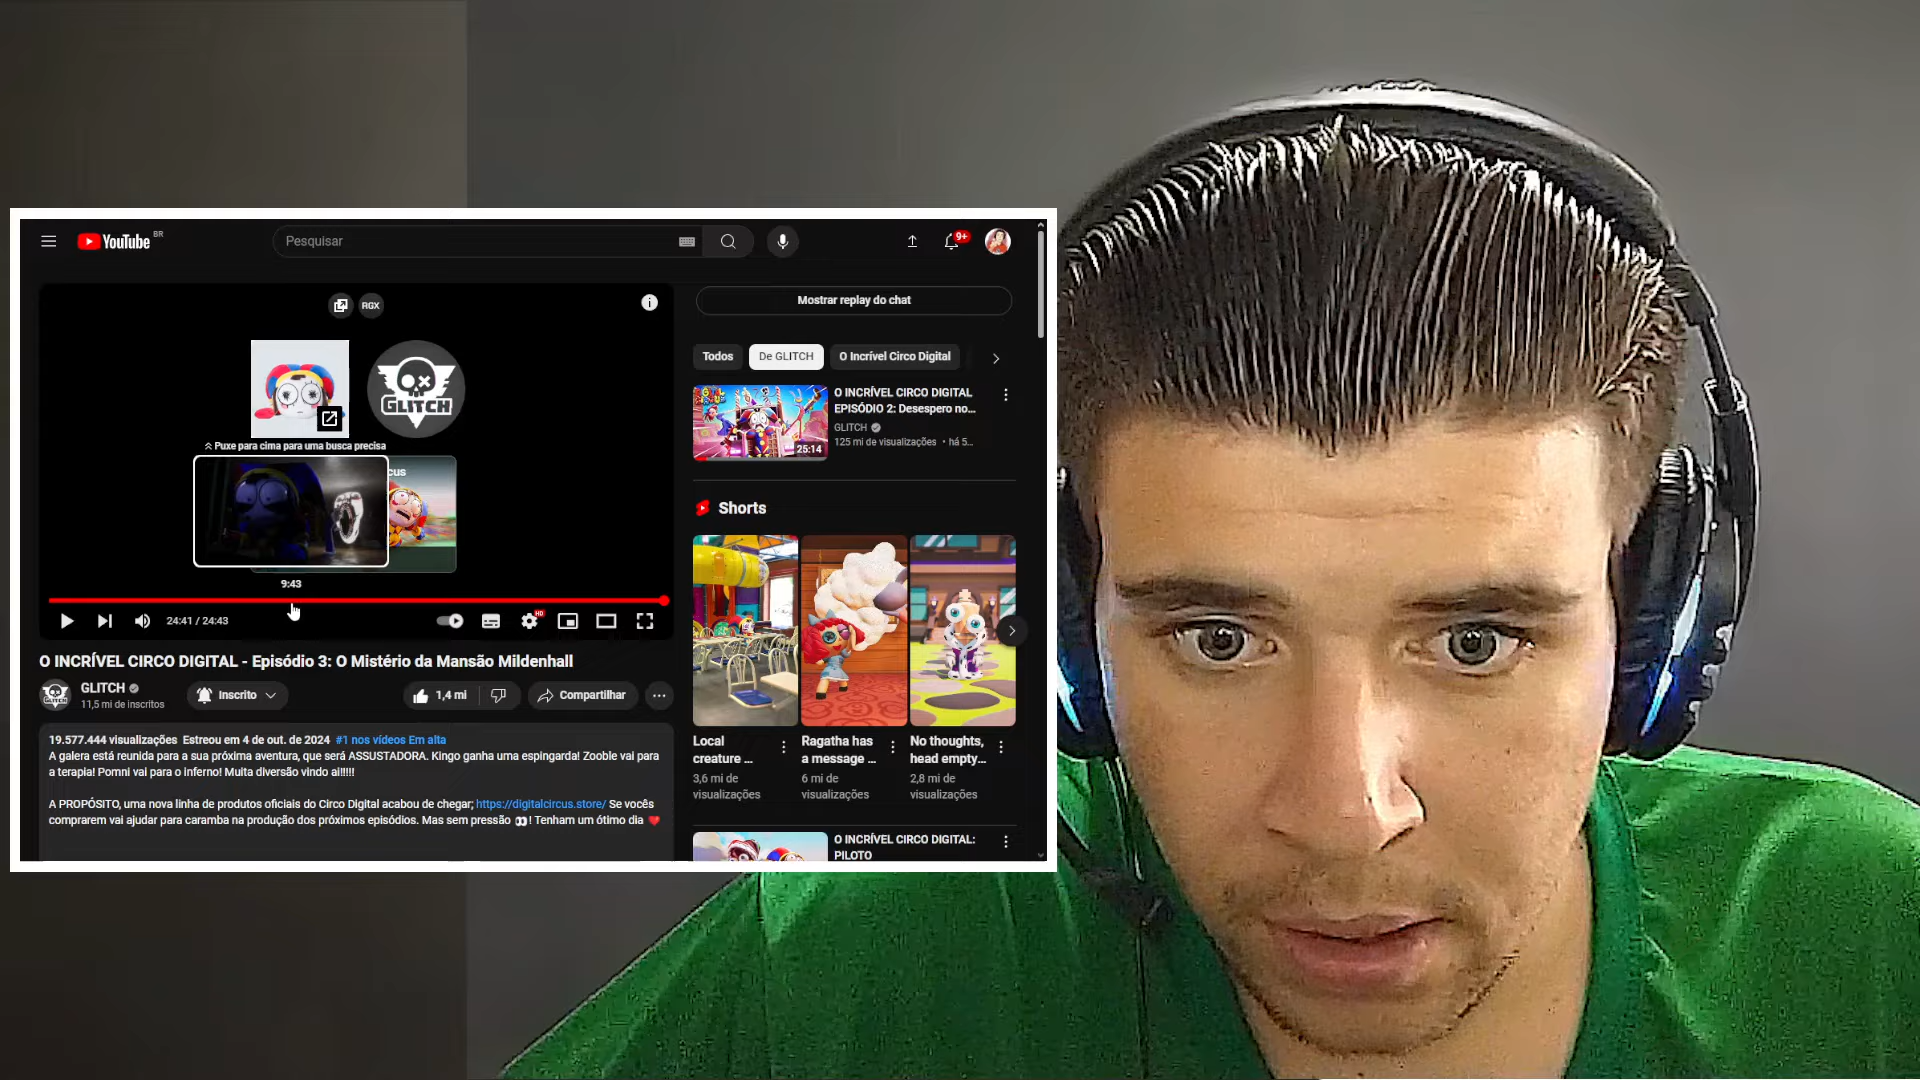 YouTube BR
Pesquisar
9+
RGX
GLITCH
Puxe para cima para uma busca precisa
cus
9:43
24:41 / 24:43
HD
O INCRÍVEL CIRCO DIGITAL - Episódio 3: O Mistério da Mansão Mildenhall
GLITCH
11,5 mi de inscritos
Inscrito
1,4 mi
Compartilhar
19.577.444 visualizações Estreou em 4 de out. de 2024 #1 nos vídeos Em alta
A galera está reunida para a sua próxima aventura, que será ASSUSTADORA. Kingo ganha uma espingarda! Zooble vai para
a terapia! Pomni vai para o inferno! Muita diversão vindo aí!!!!!
A PROPÓSITO, uma nova linha de produtos oficiais do Circo Digital acabou de chegar; https://digitalcircus.store/ Se vocês
comprarem vai ajudar para caramba na produção dos próximos episódios. Mas sem pressão 👀! Tenham um ótimo dia ❤️
Mostrar replay do chat
Todos
De GLITCH
O Incrível Circo Digital
O INCRÍVEL CIRCO DIGITAL
EPISÓDIO 2: Desespero no...
GLITCH
125 mi de visualizações • há 5...
25:14
Shorts
Local
creature ...
3,6 mi de
visualizações
Ragatha has
a message ...
6 mi de
visualizações
No thoughts,
head empty...
2,8 mi de
visualizações
O INCRÍVEL CIRCO DIGITAL:
PILOTO